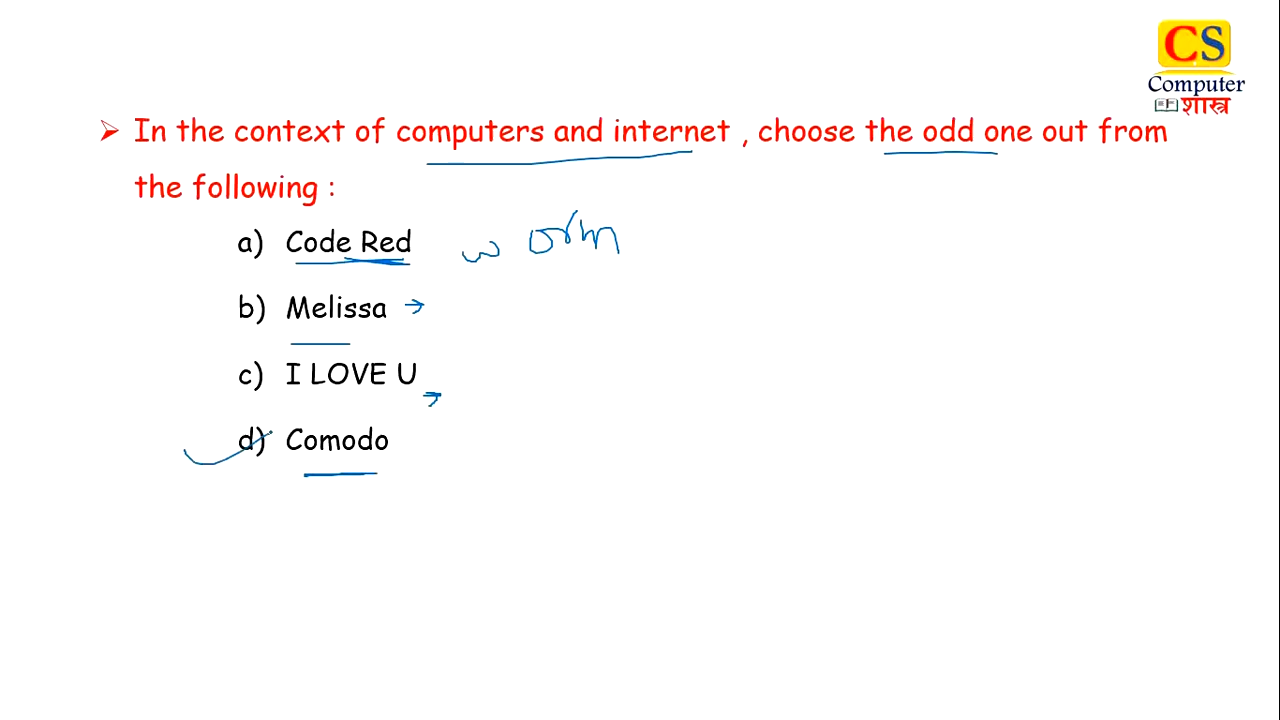 CS
Computer
शास्त्र
➢ In the context of computers and internet , choose the odd one out from
the following :
a) Code Red worm
b) Melissa →
c) I LOVE U →
d) Comodo